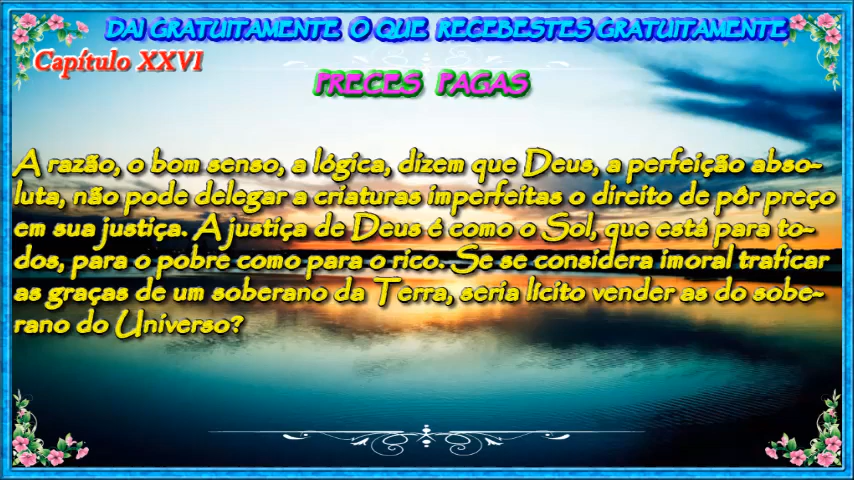 DAI GRATUITAMENTE O QUE RECEBESTES GRATUITAMENTE
Capítulo XXVI
PRECES PAGAS
A razão, o bom senso, a lógica, dizem que Deus, a perfeição abso-
luta, não pode delegar a criaturas imperfeitas o direito de pôr preço
em sua justiça. A justiça de Deus é como o Sol, que está para to-
dos, para o pobre como para o rico. Se se considera imoral traficar
as graças de um soberano da Terra, seria lícito vender as do sobe-
rano do Universo?